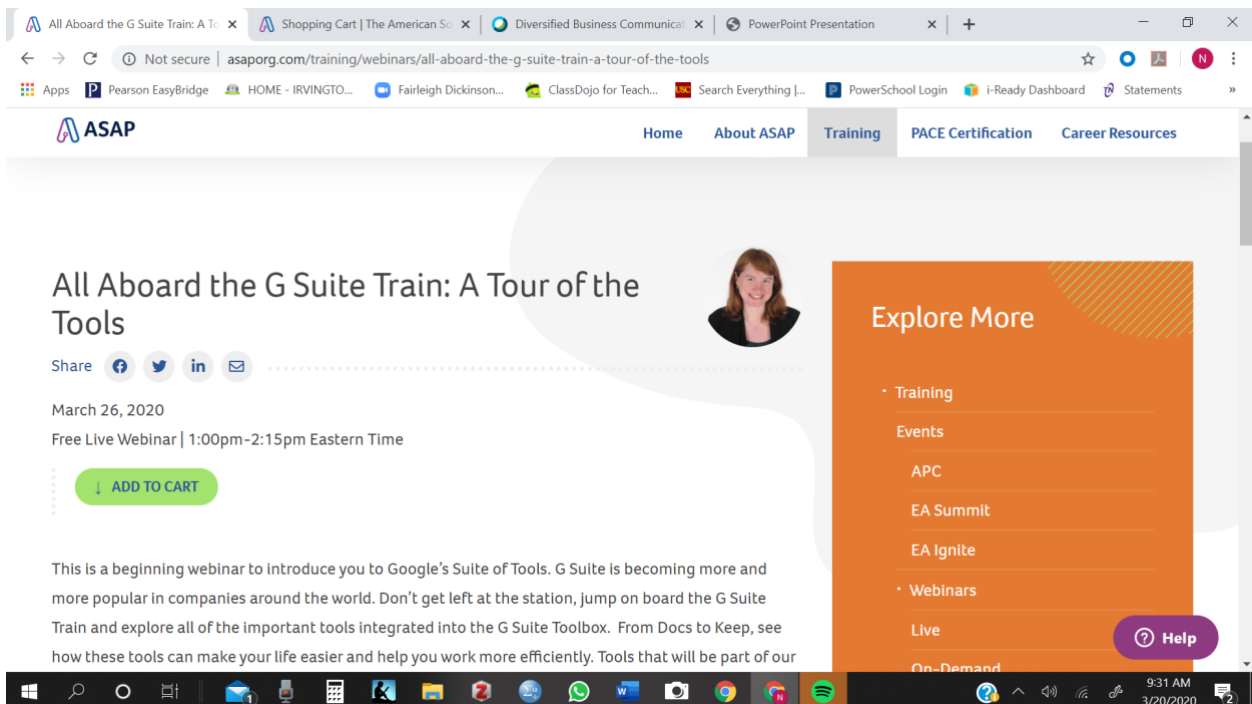 All Aboard the G Suite Train: A To
Shopping Cart | The American So
Diversified Business Communicat
PowerPoint Presentation
Not secure | asaporg.com/training/webinars/all-aboard-the-g-suite-train-a-tour-of-the-tools
N
Apps Pearson EasyBridge HOME - IRVINGTO... Fairleigh Dickinson... ClassDojo for Teach... USC Search Everything |... PowerSchool Login i-Ready Dashboard Statements »
ASAP
Home About ASAP Training PACE Certification Career Resources
All Aboard the G Suite Train: A Tour of the
Tools
Share
March 26, 2020
Free Live Webinar | 1:00pm-2:15pm Eastern Time
↓ ADD TO CART
This is a beginning webinar to introduce you to Google's Suite of Tools. G Suite is becoming more and
more popular in companies around the world. Don't get left at the station, jump on board the G Suite
Train and explore all of the important tools integrated into the G Suite Toolbox. From Docs to Keep, see
how these tools can make your life easier and help you work more efficiently. Tools that will be part of our
Explore More
Training
Events
APC
EA Summit
EA Ignite
Webinars
Live
On-Demand
Help
9:31 AM
3/20/2020